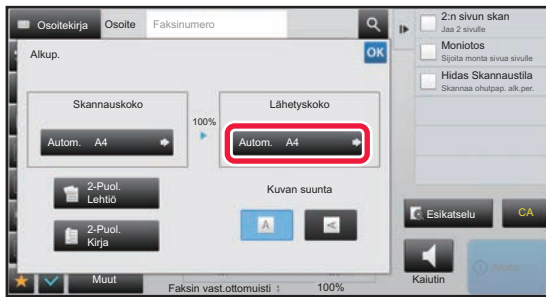 Osoitekirja
Osoite
Faksinumero
2:n sivun skan
Jaa 2 sivulle
Alkup.
OK
Moniotos
Sijoita monta sivua sivulle
Hidas Skannaustila
Skannaa ohutpap. alk.per.
Skannauskoko
100%
Lähetyskoko
Autom. A4
Autom. A4
2-Puol.
Lehtiö
Kuvan suunta
A
A
2-Puol.
Kirja
Esikatselu
CA
Muut
Faksin vast.ottomuisti : 100%
Kaiutin